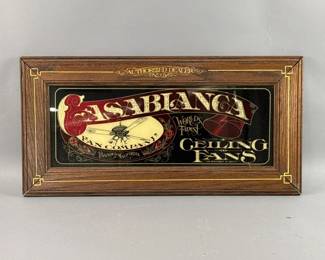 AUTHORIZED DEALER
CASABLANCA
FAN COMPANY
WORLD'S
FINEST
CEILING
FANS